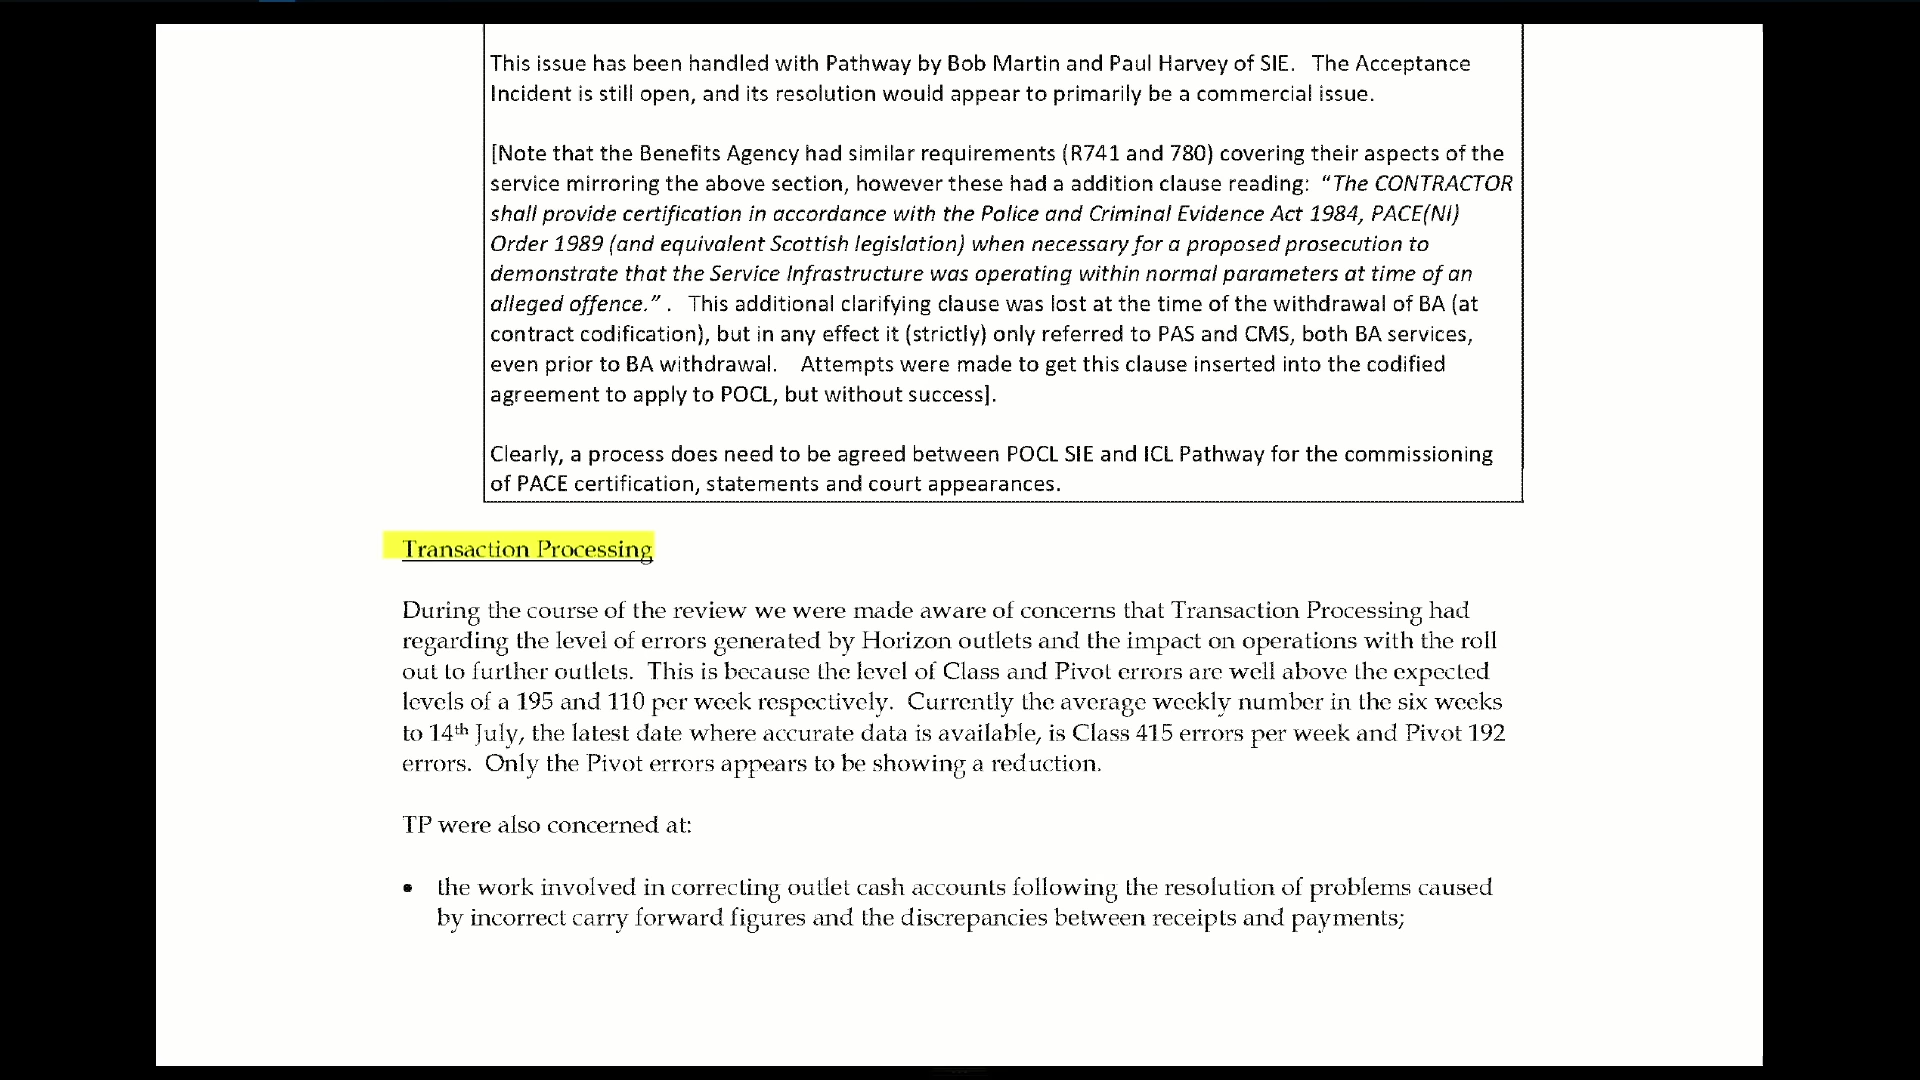 This issue has been handled with Pathway by Bob Martin and Paul Harvey of SIE. The Acceptance
Incident is still open, and its resolution would appear to primarily be a commercial issue.
[Note that the Benefits Agency had similar requirements (R741 and 780) covering their aspects of the
service mirroring the above section, however these had a addition clause reading: “The CONTRACTOR
shall provide certification in accordance with the Police and Criminal Evidence Act 1984, PACE(NI)
Order 1989 (and equivalent Scottish legislation) when necessary for a proposed prosecution to
demonstrate that the Service Infrastructure was operating within normal parameters at time of an
alleged offence.” . This additional clarifying clause was lost at the time of the withdrawal of BA (at
contract codification), but in any effect it (strictly) only referred to PAS and CMS, both BA services,
even prior to BA withdrawal. Attempts were made to get this clause inserted into the codified
agreement to apply to POCL, but without success].
Clearly, a process does need to be agreed between POCL SIE and ICL Pathway for the commissioning
of PACE certification, statements and court appearances.
Transaction Processing
During the course of the review we were made aware of concerns that Transaction Processing had
regarding the level of errors generated by Horizon outlets and the impact on operations with the roll
out to further outlets. This is because the level of Class and Pivot errors are well above the expected
levels of a 195 and 110 per week respectively. Currently the average weekly number in the six weeks
to 14th July, the latest date where accurate data is available, is Class 415 errors per week and Pivot 192
errors. Only the Pivot errors appears to be showing a reduction.
TP were also concerned at:
• the work involved in correcting outlet cash accounts following the resolution of problems caused
by incorrect carry forward figures and the discrepancies between receipts and payments;